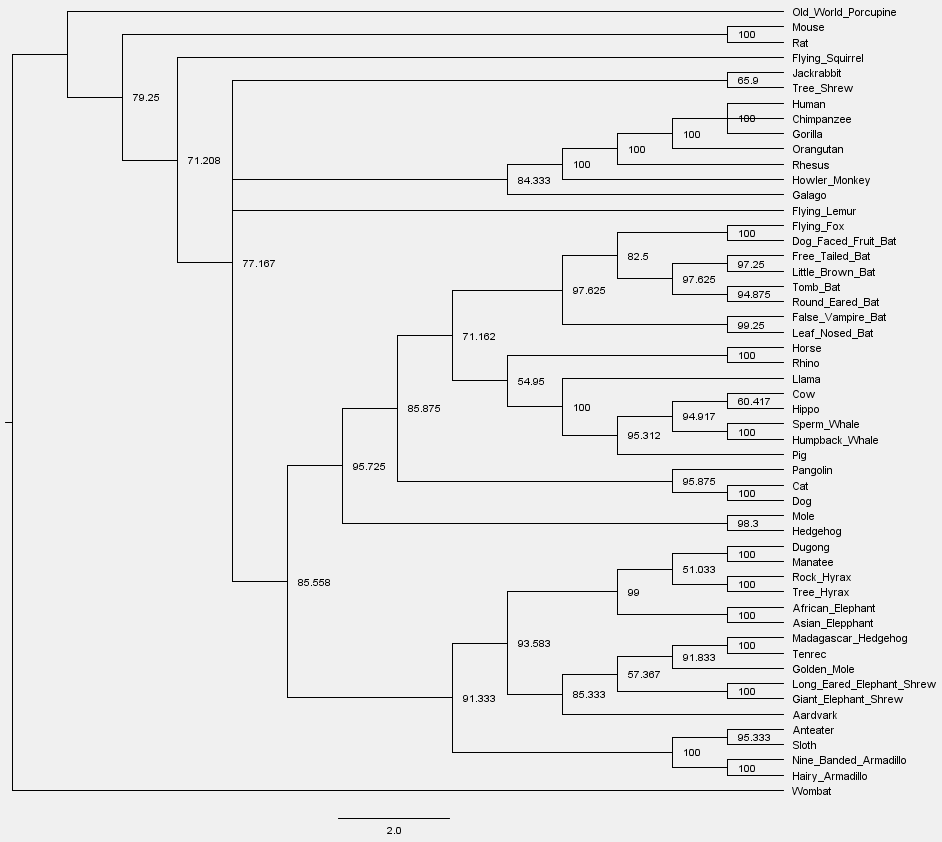 Old_World_Porcupine
Mouse
100
Rat
Flying_Squirrel
Jackrabbit
65.9
Tree_Shrew
79.25
Human
100
Chimpanzee
100
Gorilla
100
Orangutan
71.208
100
Rhesus
84.333
Howler_Monkey
Galago
Flying_Lemur
Flying_Fox
100
Dog_Faced_Fruit_Bat
82.5
Free_Tailed_Bat
77.167
97.25
Little_Brown_Bat
97.625
97.625
Tomb_Bat
94.875
Round_Eared_Bat
False_Vampire_Bat
99.25
Leaf_Nosed_Bat
71.162
Horse
100
Rhino
54.95
Llama
Cow
60.417
Hippo
85.875
100
94.917
Sperm_Whale
100
95.312
Humpback_Whale
Pig
95.725
Pangolin
95.875
Cat
100
Dog
Mole
98.3
Hedgehog
Dugong
100
Manatee
51.033
Rock_Hyrax
85.558
100
Tree_Hyrax
99
African_Elephant
100
Asian_Elepphant
93.583
Madagascar_Hedgehog
100
Tenrec
91.833
Golden_Mole
57.367
Long_Eared_Elephant_Shrew
85.333
100
Giant_Elephant_Shrew
91.333
Aardvark
Anteater
95.333
Sloth
100
Nine_Banded_Armadillo
100
Hairy_Armadillo
Wombat
2.0